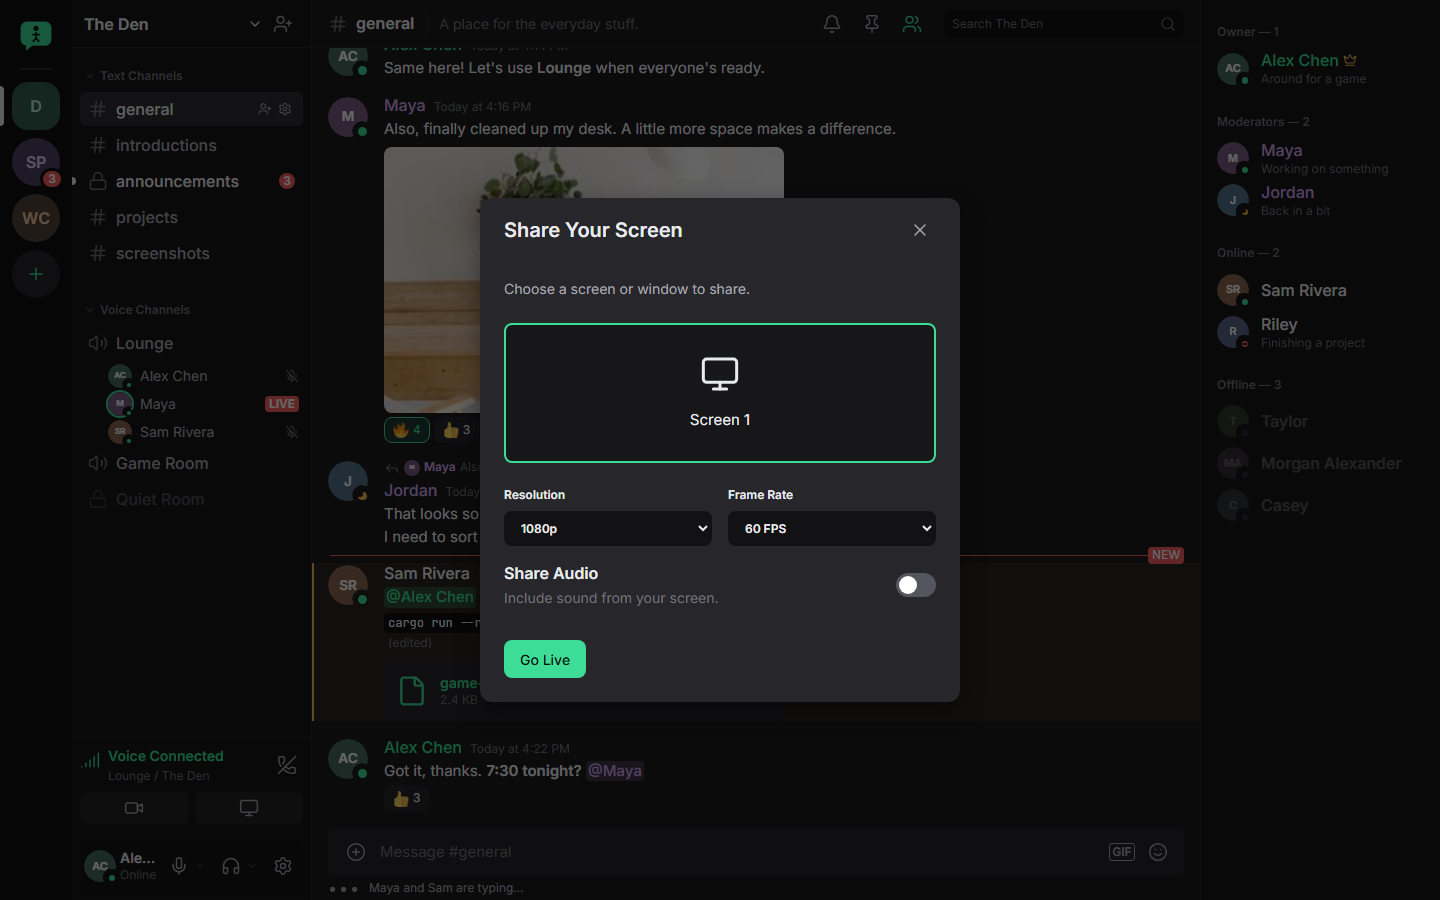 The Den
Text Channels
general
introductions
announcements
3
projects
screenshots
Voice Channels
Lounge
AC
Alex Chen
M
Maya
LIVE
SR
Sam Rivera
Game Room
Quiet Room
D
SP
3
WC
Voice Connected
Lounge / The Den
AC
Ale...
Online
general
A place for the everyday stuff.
Search The Den
AC
Same here! Let's use Lounge when everyone's ready.
M
Maya
Today at 4:16 PM
Also, finally cleaned up my desk. A little more space makes a difference.
4
3
Maya
J
Jordan
Today
That looks so
I need to sort
NEW
SR
Sam Rivera
@Alex Chen
cargo run
(edited)
game-
2.4 KB
AC
Alex Chen
Today at 4:22 PM
Got it, thanks. 7:30 tonight? @Maya
3
Message #general
GIF
Maya and Sam are typing...
Share Your Screen
Choose a screen or window to share.
Screen 1
Resolution
Frame Rate
1080p
60 FPS
Share Audio
Include sound from your screen.
Go Live
Owner — 1
AC
Alex Chen
Around for a game
Moderators — 2
M
Maya
Working on something
J
Jordan
Back in a bit
Online — 2
SR
Sam Rivera
R
Riley
Finishing a project
Offline — 3
T
Taylor
MA
Morgan Alexander
C
Casey